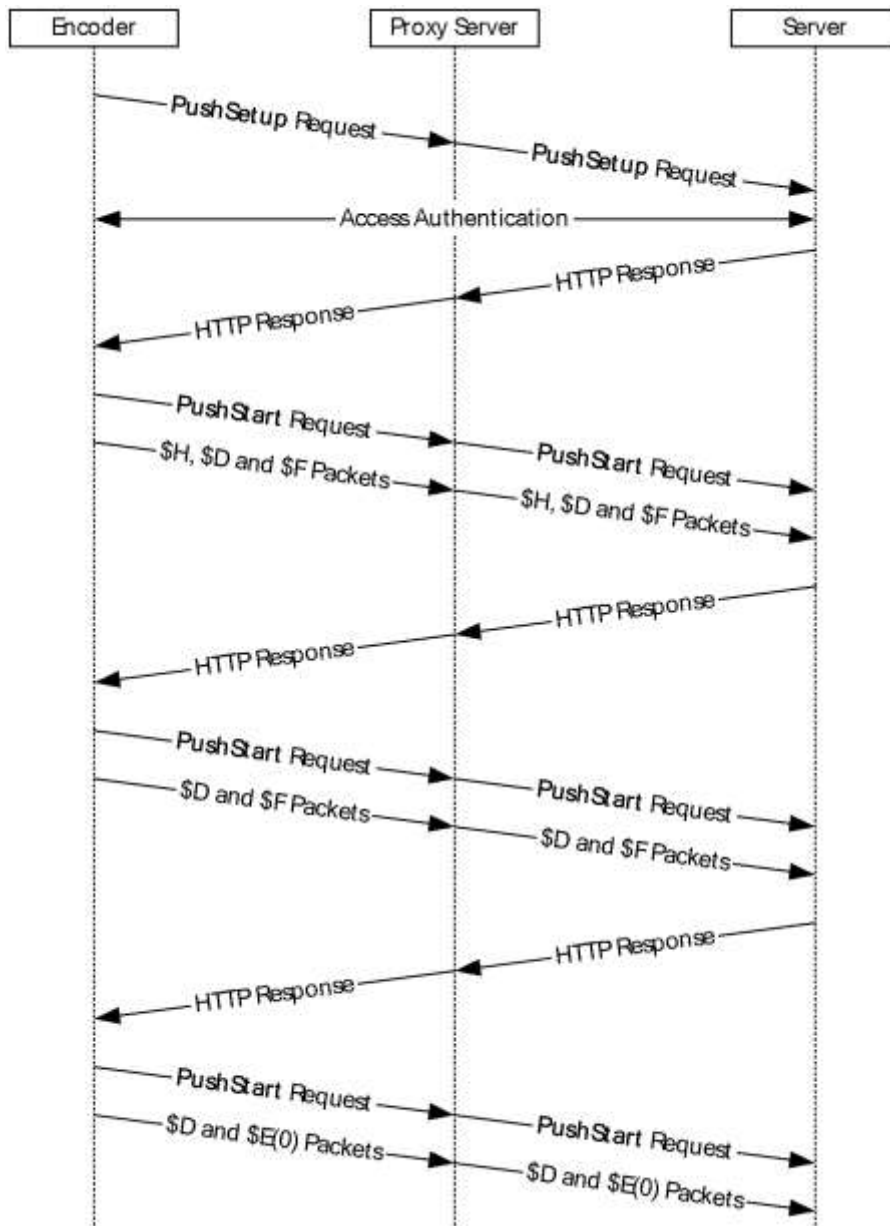 Encoder
Proxy Server
Server
PushSetup Request
PushSetup Request
Access Authentication
HTTP Response
HTTP Response
PushStart Request
PushStart Request
$H, $D and $F Packets
$H, $D and $F Packets
HTTP Response
HTTP Response
PushStart Request
PushStart Request
$D and $F Packets
$D and $F Packets
HTTP Response
HTTP Response
PushStart Request
PushStart Request
$D and $E(0) Packets
$D and $E(0) Packets